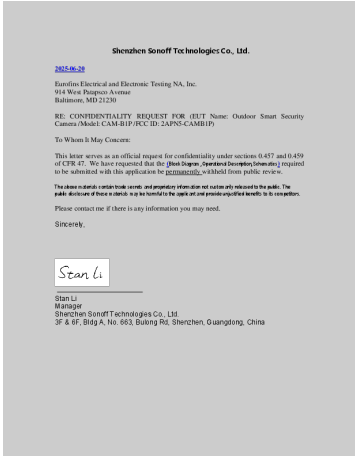 Shenzhen Sonoff Technologies Co., Ltd.
2025-06-20
Eurofins Electrical and Electronic Testing NA, Inc.
914 West Patapsco Avenue
Baltimore, MD 21230
RE: CONFIDENTIALITY REQUEST FOR (EUT Name: Outdoor Smart Security
Camera /Model: CAM-B1P /FCC ID: 2APN5-CAMB1P)
To Whom It May Concern:
This letter serves as an official request for confidentiality under sections 0.457 and 0.459
of CFR 47. We have requested that the (Block Diagram , Operational Description, Schematics ) required
to be submitted with this application be permanently withheld from public review.
The above materials contain trade secrets and proprietary information not customarily released to the public. The
public disclosure of these materials may be harmful to the applicant and provide unjustified benefits to its competitors.
Please contact me if there is any information you may need.
Sincerely,
Stan Li
Stan Li
Manager
Shenzhen Sonoff Technologies Co., Ltd.
3F & 6F, Bldg A, No. 663, Bulong Rd, Shenzhen, Guangdong, China